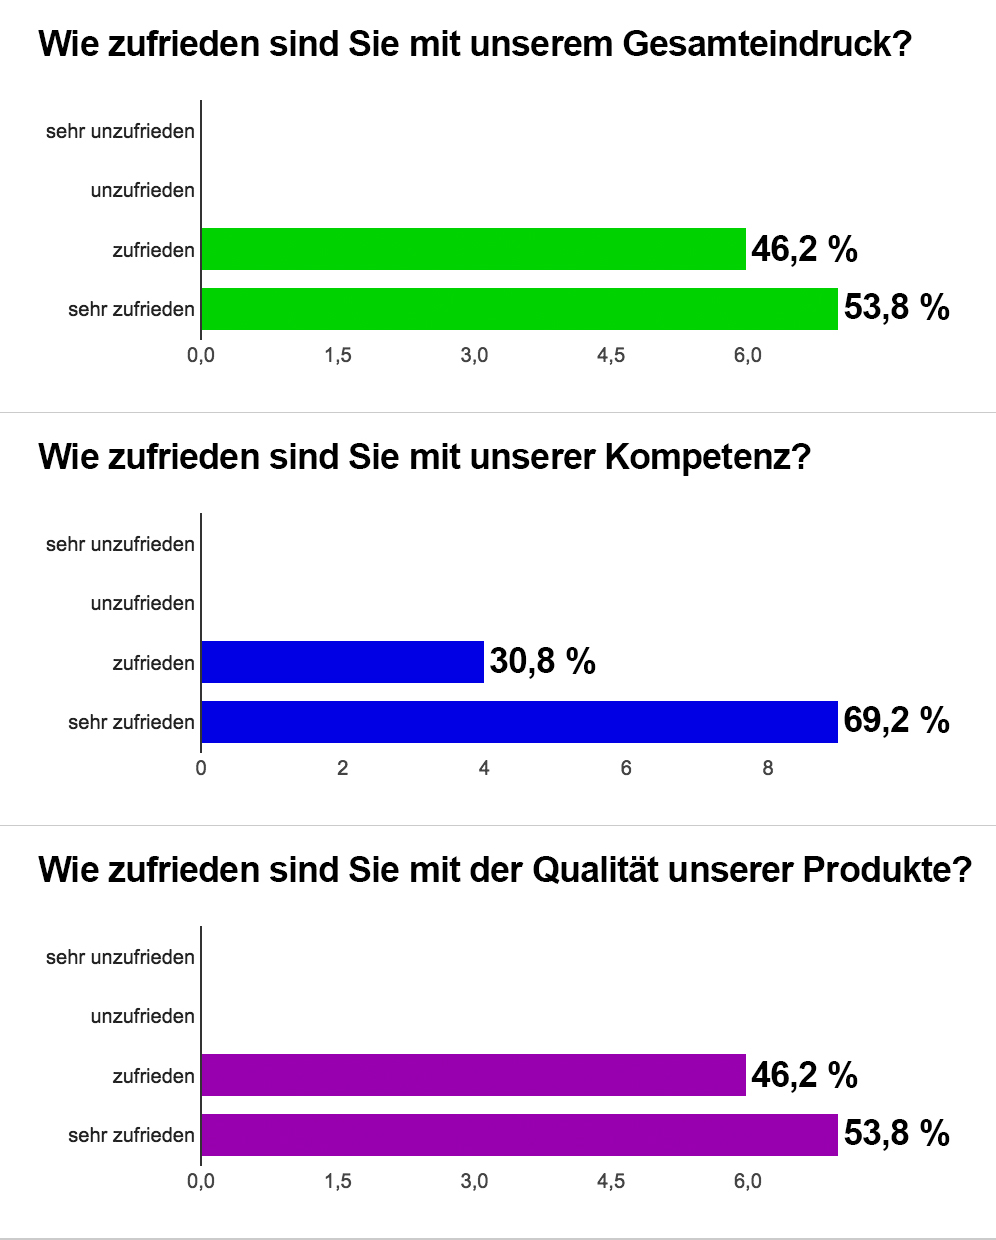 Wie zufrieden sind Sie mit unserem Gesamteindruck?
sehr unzufrieden
unzufrieden
zufrieden 46,2 %
sehr zufrieden 53,8 %
0,0 1,5 3,0 4,5 6,0
Wie zufrieden sind Sie mit unserer Kompetenz?
sehr unzufrieden
unzufrieden
zufrieden 30,8 %
sehr zufrieden 69,2 %
0 2 4 6 8
Wie zufrieden sind Sie mit der Qualität unserer Produkte?
sehr unzufrieden
unzufrieden
zufrieden 46,2 %
sehr zufrieden 53,8 %
0,0 1,5 3,0 4,5 6,0